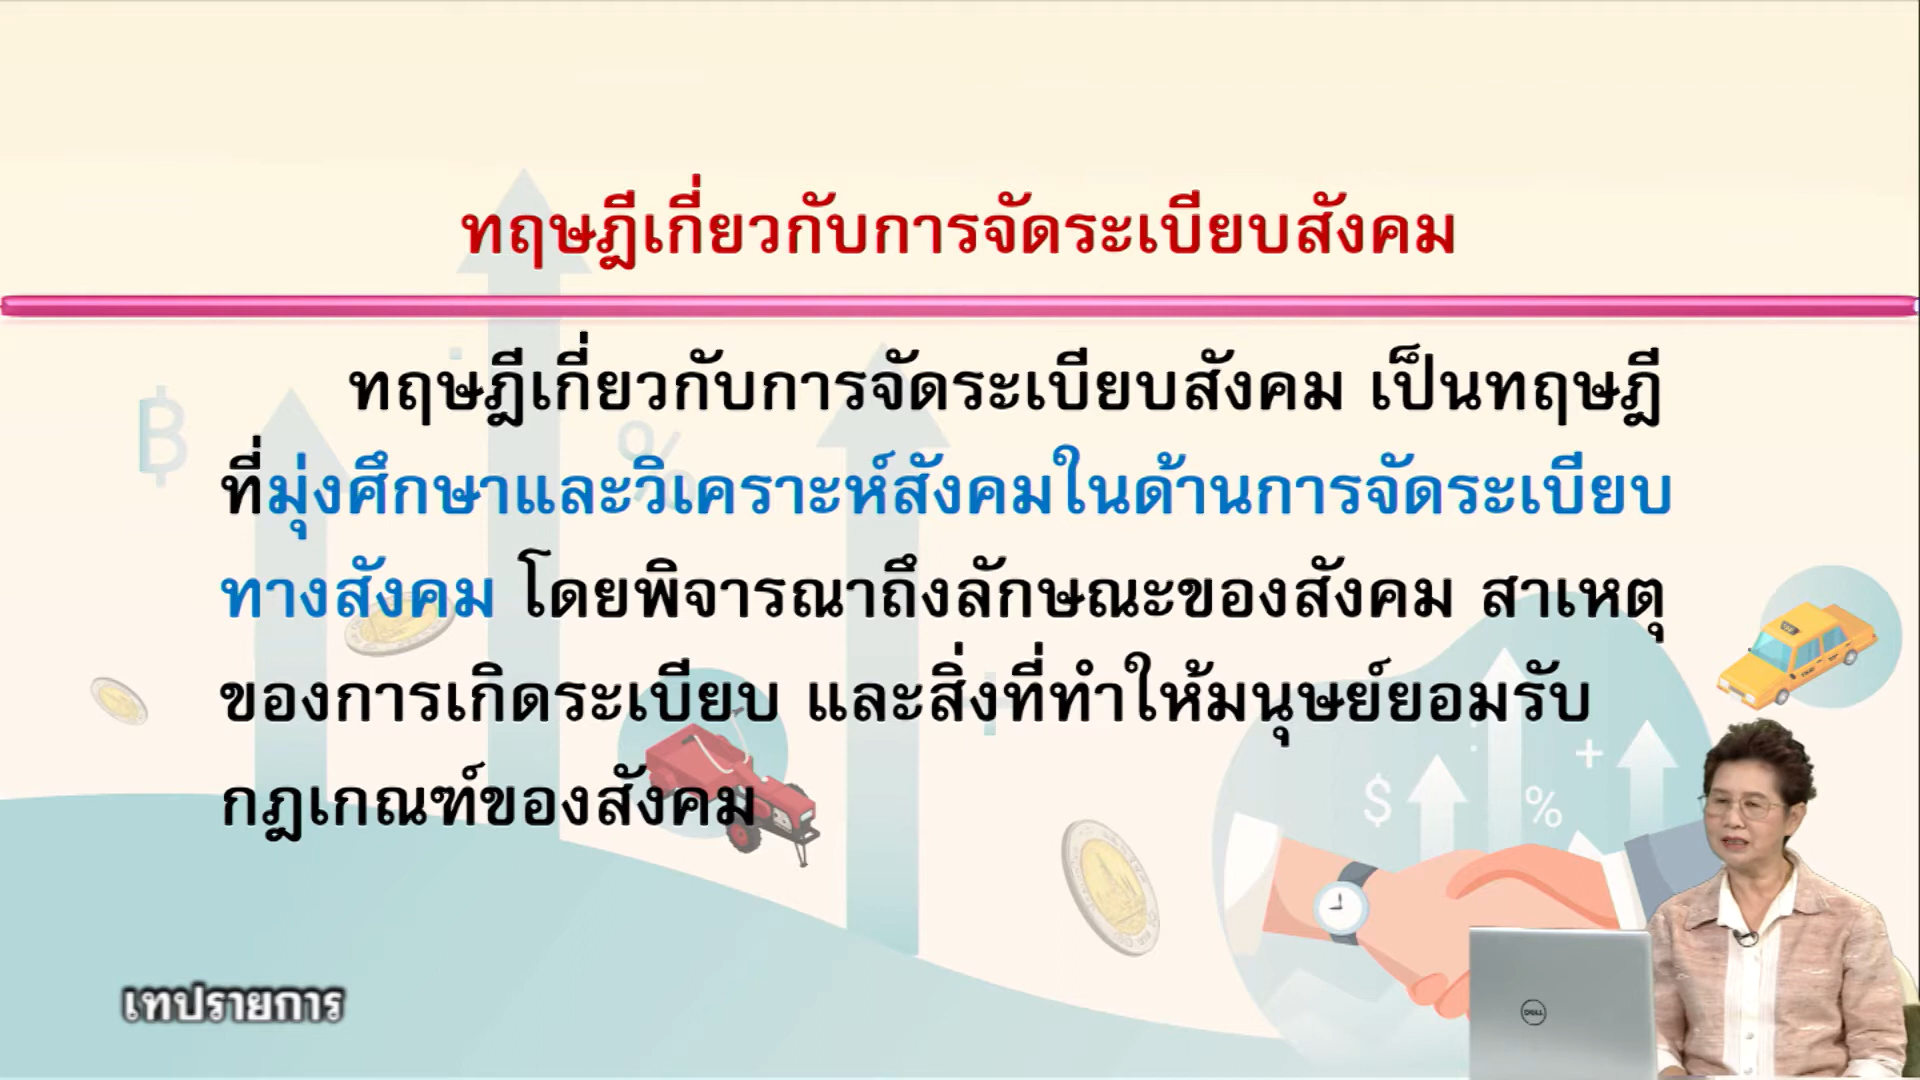 ทฤษฎีเกี่ยวกับการจัดระเบียบสังคม
ทฤษฎีเกี่ยวกับการจัดระเบียบสังคม เป็นทฤษฎี
ที่มุ่งศึกษาและวิเคราะห์สังคมในด้านการจัดระเบียบ
ทางสังคม โดยพิจารณาถึงลักษณะของสังคม สาเหตุ
ของการเกิดระเบียบ และสิ่งที่ทำให้มนุษย์ยอมรับ
กฎเกณฑ์ของสังคม
เทปรายการ
DELL